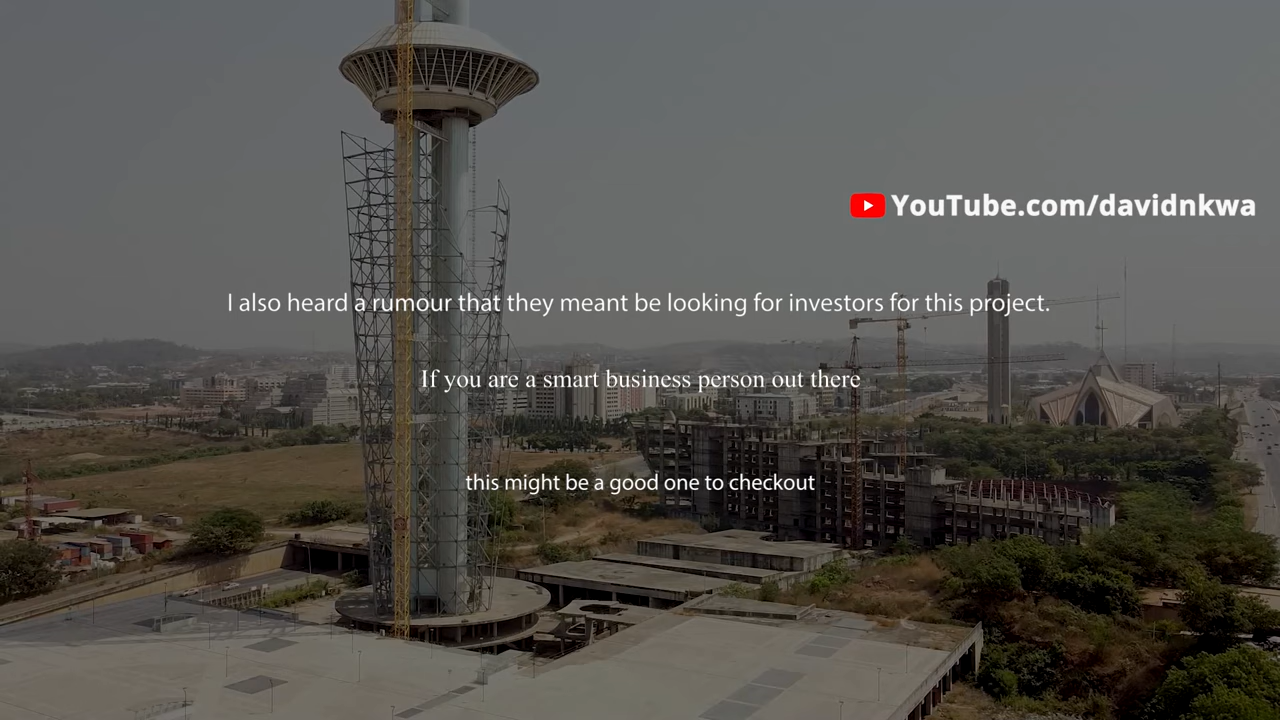 YouTube.com/davidnkwa
I also heard a rumour that they meant be looking for investors for this project.
If you are a smart business person out there
this might be a good one to checkout